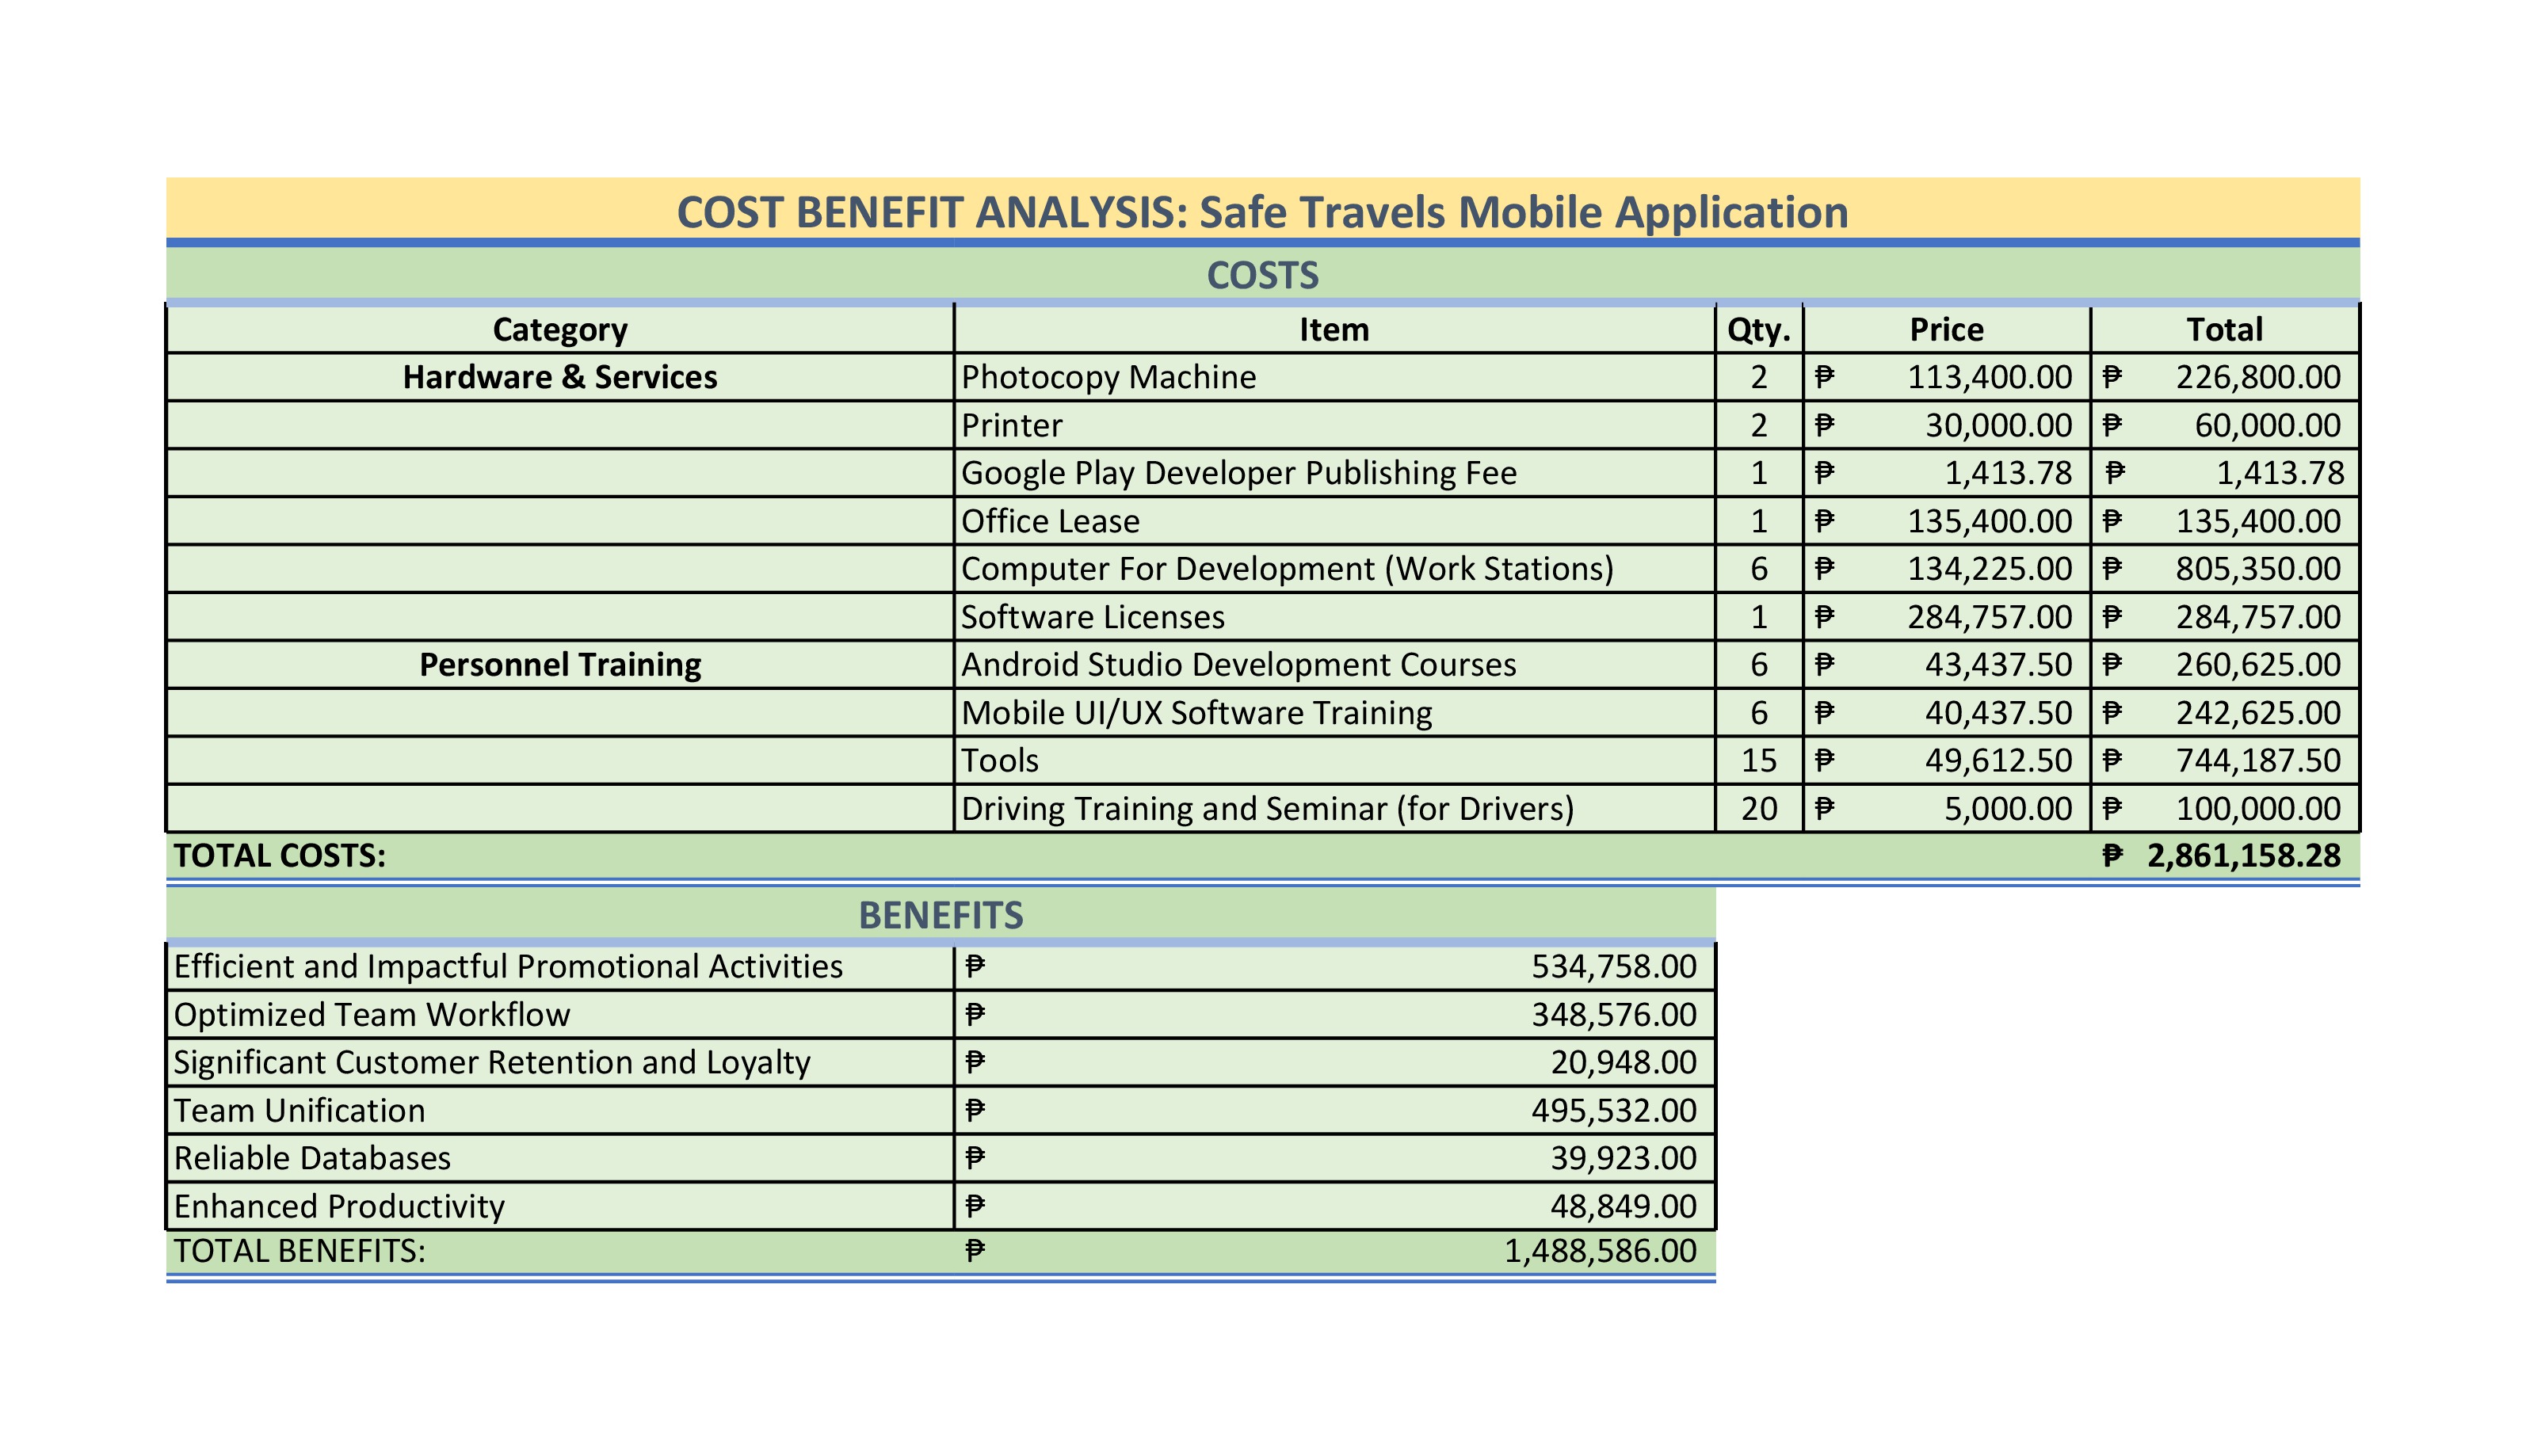 COST BENEFIT ANALYSIS: Safe Travels Mobile Application
COSTS
Category Item Qty. Price Total
Hardware & Services Photocopy Machine 2 ₱ 113,400.00 ₱ 226,800.00
Printer 2 ₱ 30,000.00 ₱ 60,000.00
Google Play Developer Publishing Fee 1 ₱ 1,413.78 ₱ 1,413.78
Office Lease 1 ₱ 135,400.00 ₱ 135,400.00
Computer For Development (Work Stations) 6 ₱ 134,225.00 ₱ 805,350.00
Software Licenses 1 ₱ 284,757.00 ₱ 284,757.00
Personnel Training Android Studio Development Courses 6 ₱ 43,437.50 ₱ 260,625.00
Mobile UI/UX Software Training 6 ₱ 40,437.50 ₱ 242,625.00
Tools 15 ₱ 49,612.50 ₱ 744,187.50
Driving Training and Seminar (for Drivers) 20 ₱ 5,000.00 ₱ 100,000.00
TOTAL COSTS: ₱ 2,861,158.28
BENEFITS
Efficient and Impactful Promotional Activities ₱ 534,758.00
Optimized Team Workflow ₱ 348,576.00
Significant Customer Retention and Loyalty ₱ 20,948.00
Team Unification ₱ 495,532.00
Reliable Databases ₱ 39,923.00
Enhanced Productivity ₱ 48,849.00
TOTAL BENEFITS: ₱ 1,488,586.00